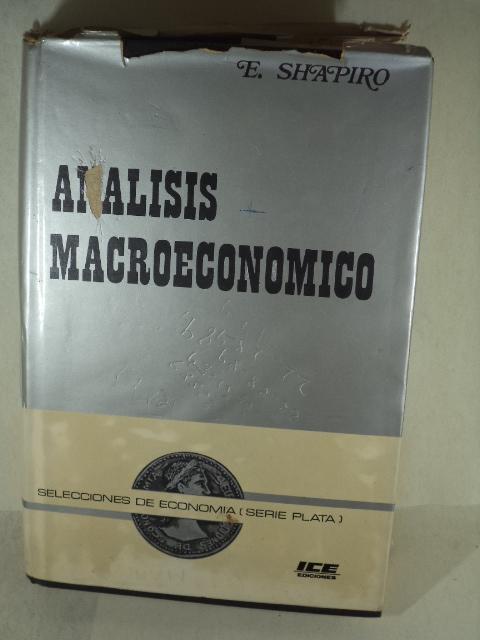 E. SHAPIRO
ANALISIS
MACROECONOMICO
SELECCIONES DE ECONOMIA ( SERIE PLATA )
ICE
EDICIONES